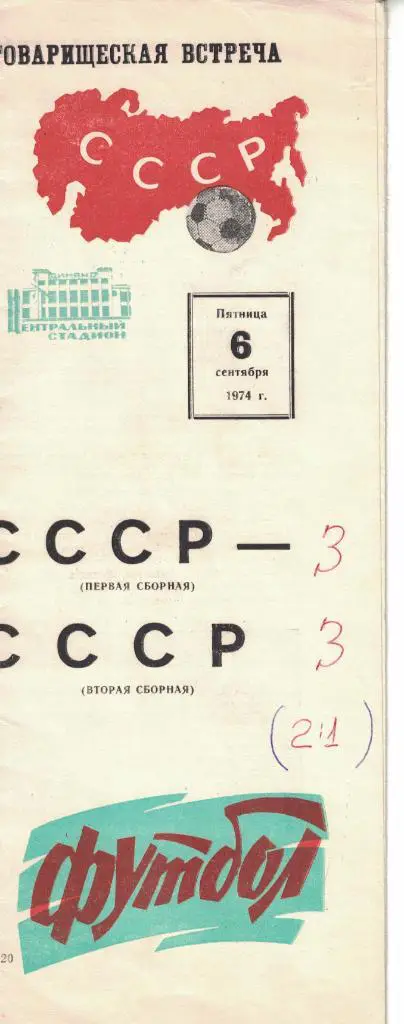 ТОВАРИЩЕСКАЯ ВСТРЕЧА
СССР
ДИНАМО
ЦЕНТРАЛЬНЫЙ
СТАДИОН
Пятница
6
сентября
1974 г.
СССР — 3
(ПЕРВАЯ СБОРНАЯ)
СССР 3
(ВТОРАЯ СБОРНАЯ)
(2:1)
футбол
20